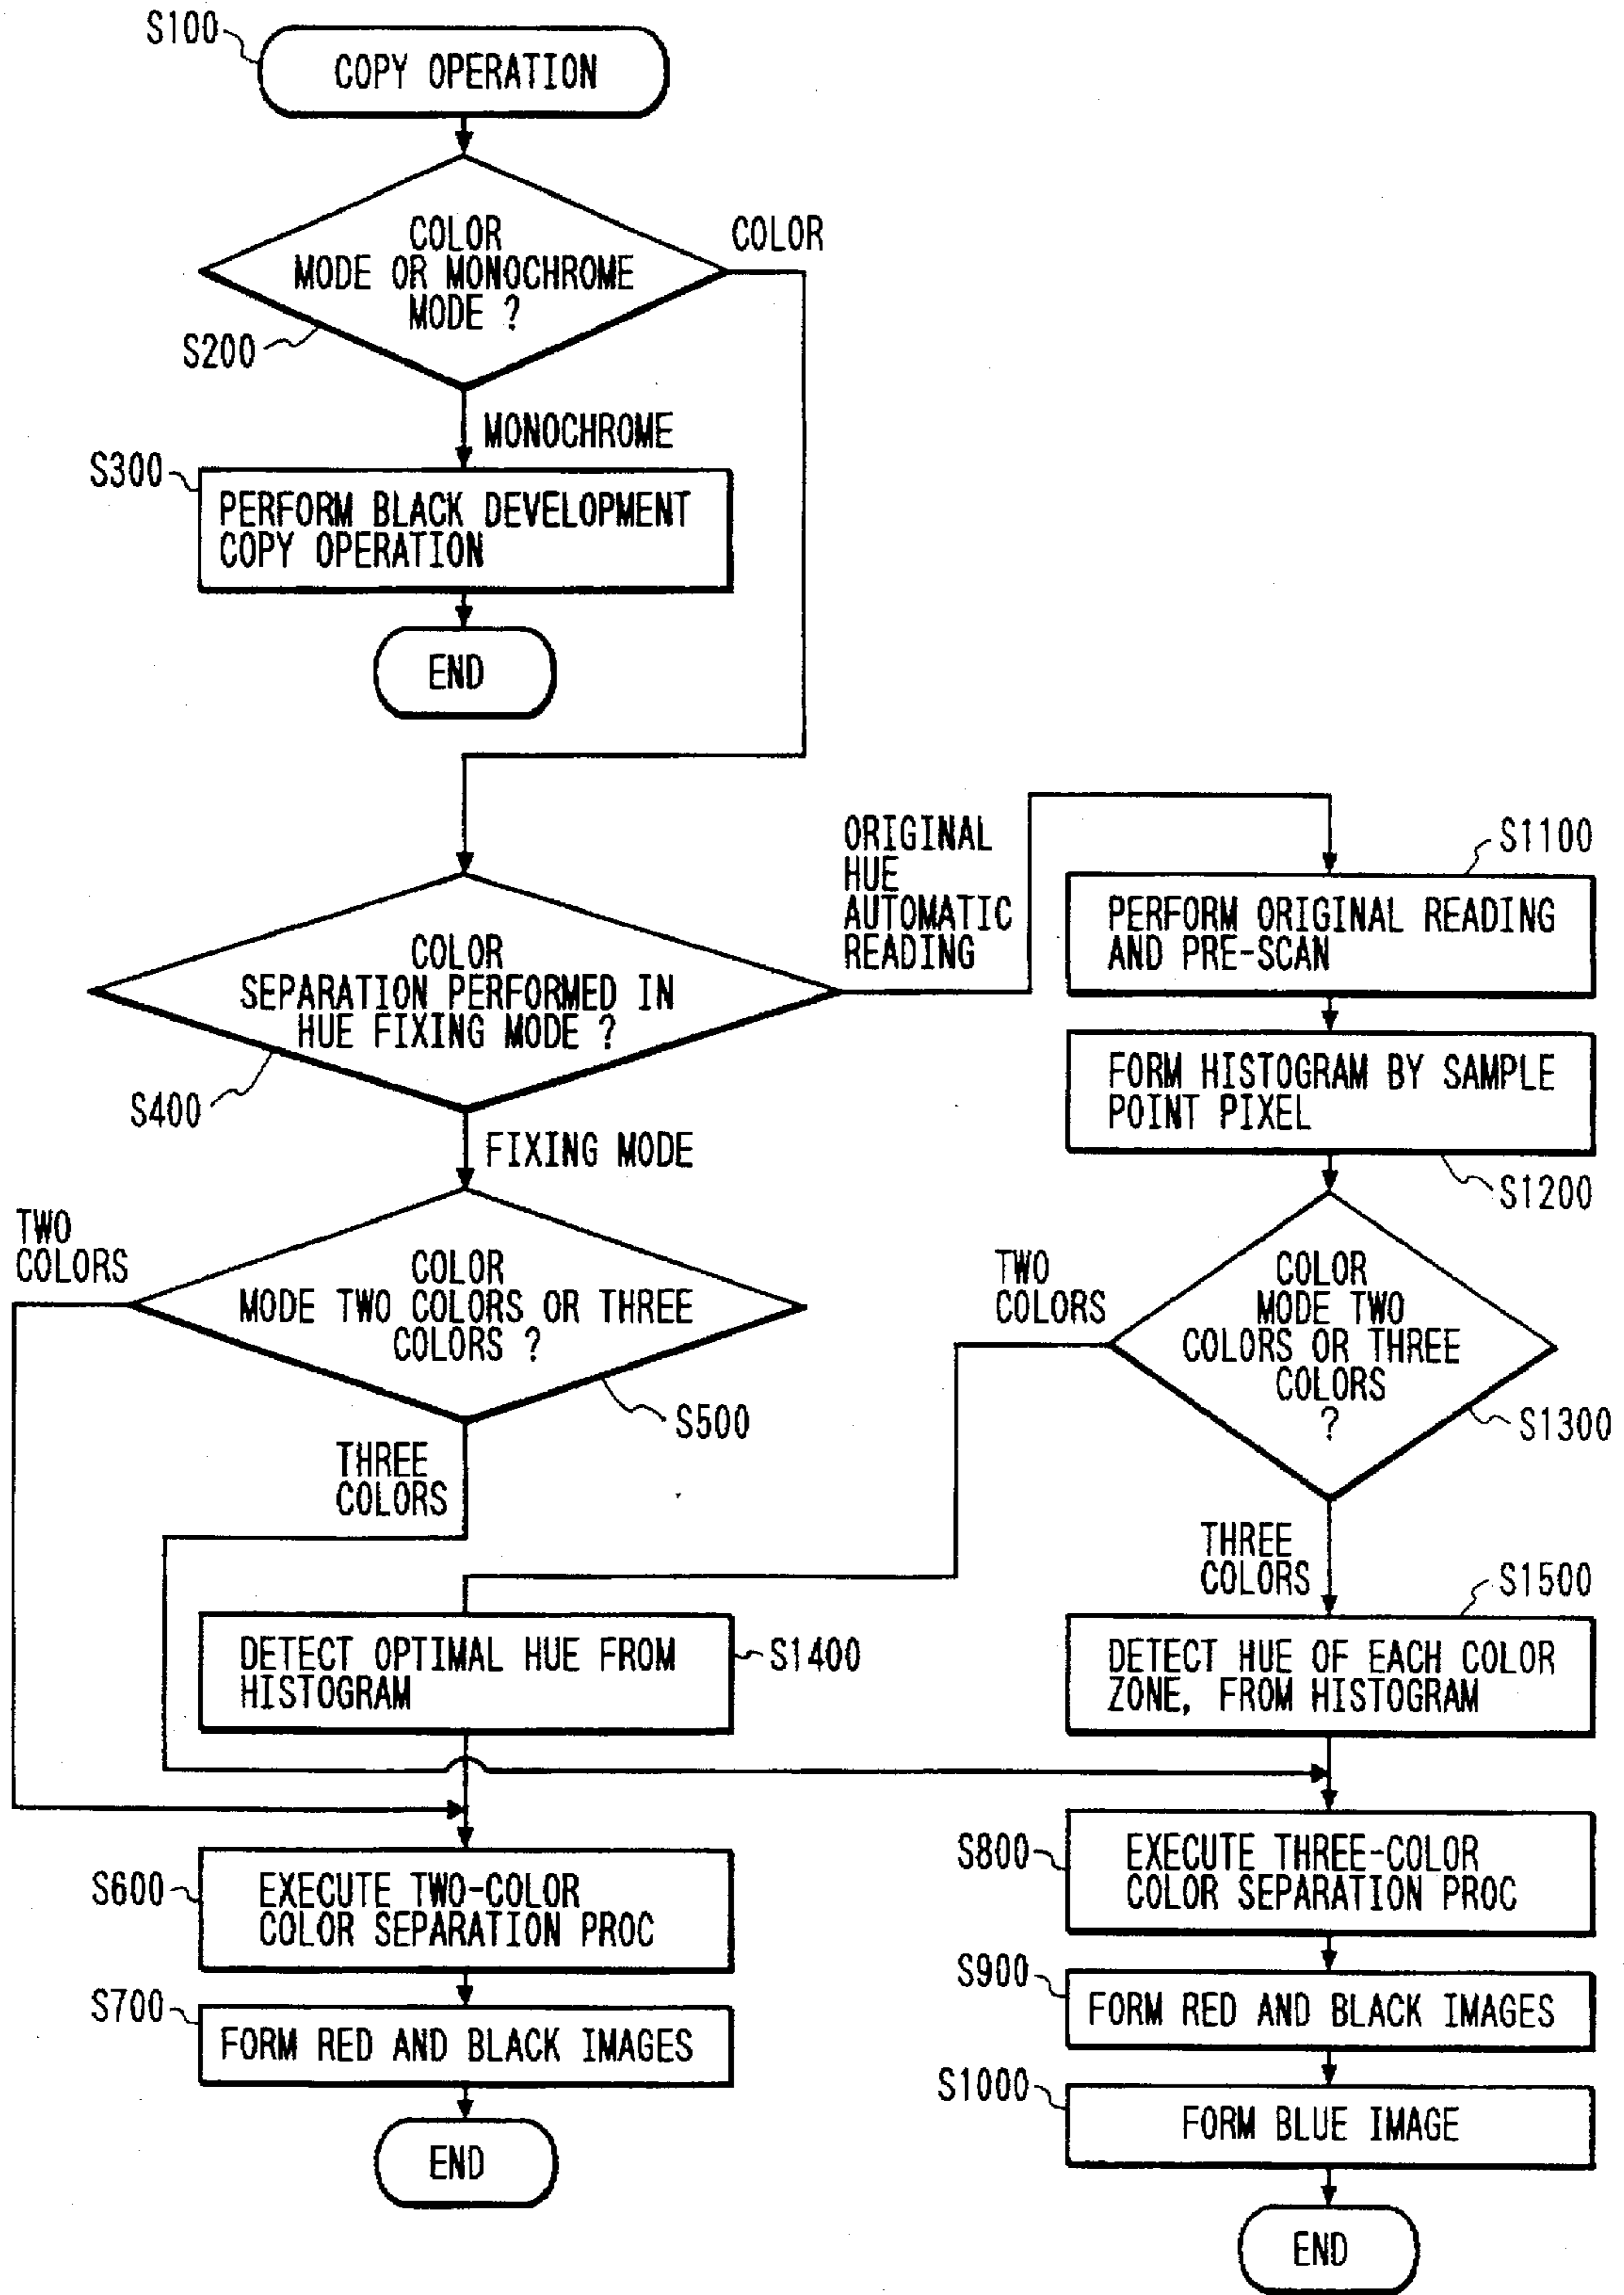 S100
COPY OPERATION
COLOR
MODE OR MONOCHROME
MODE ?
COLOR
S200
MONOCHROME
S300
PERFORM BLACK DEVELOPMENT
COPY OPERATION
END
COLOR
SEPARATION PERFORMED IN
HUE FIXING MODE ?
S400
ORIGINAL
HUE
AUTOMATIC
READING
S1100
PERFORM ORIGINAL READING
AND PRE-SCAN
FORM HISTOGRAM BY SAMPLE
POINT PIXEL
S1200
FIXING MODE
TWO
COLORS
COLOR
MODE TWO COLORS OR THREE
COLORS ?
S500
THREE
COLORS
TWO
COLORS
COLOR
MODE TWO
COLORS OR THREE
COLORS
?
S1300
THREE
COLORS
S1500
DETECT OPTIMAL HUE FROM
HISTOGRAM
S1400
DETECT HUE OF EACH COLOR
ZONE, FROM HISTOGRAM
S600
EXECUTE TWO-COLOR
COLOR SEPARATION PROC
S700
FORM RED AND BLACK IMAGES
END
S800
EXECUTE THREE-COLOR
COLOR SEPARATION PROC
S900
FORM RED AND BLACK IMAGES
S1000
FORM BLUE IMAGE
END